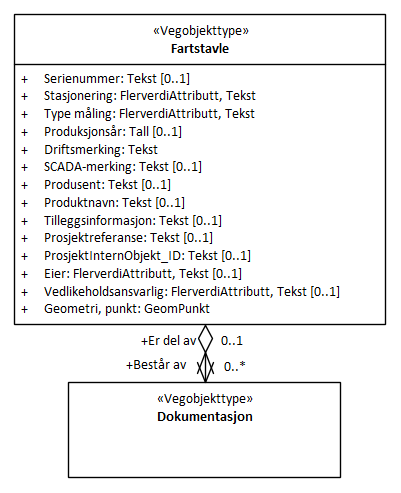 «Vegobjekttype»
Fartstavle
+ Serienummer: Tekst [0..1]
+ Stasjonering: FlerverdiAttributt, Tekst
+ Type måling: FlerverdiAttributt, Tekst
+ Produksjonsår: Tall [0..1]
+ Driftsmerking: Tekst
+ SCADA-merking: Tekst [0..1]
+ Produsent: Tekst [0..1]
+ Produktnavn: Tekst [0..1]
+ Tilleggsinformasjon: Tekst [0..1]
+ Prosjektreferanse: Tekst [0..1]
+ ProsjektInternObjekt_ID: Tekst [0..1]
+ Eier: FlerverdiAttributt, Tekst [0..1]
+ Vedlikeholdsansvarlig: FlerverdiAttributt, Tekst [0..1]
+ Geometri, punkt: GeomPunkt
+Er del av 0..1
+Består av 0..*
«Vegobjekttype»
Dokumentasjon